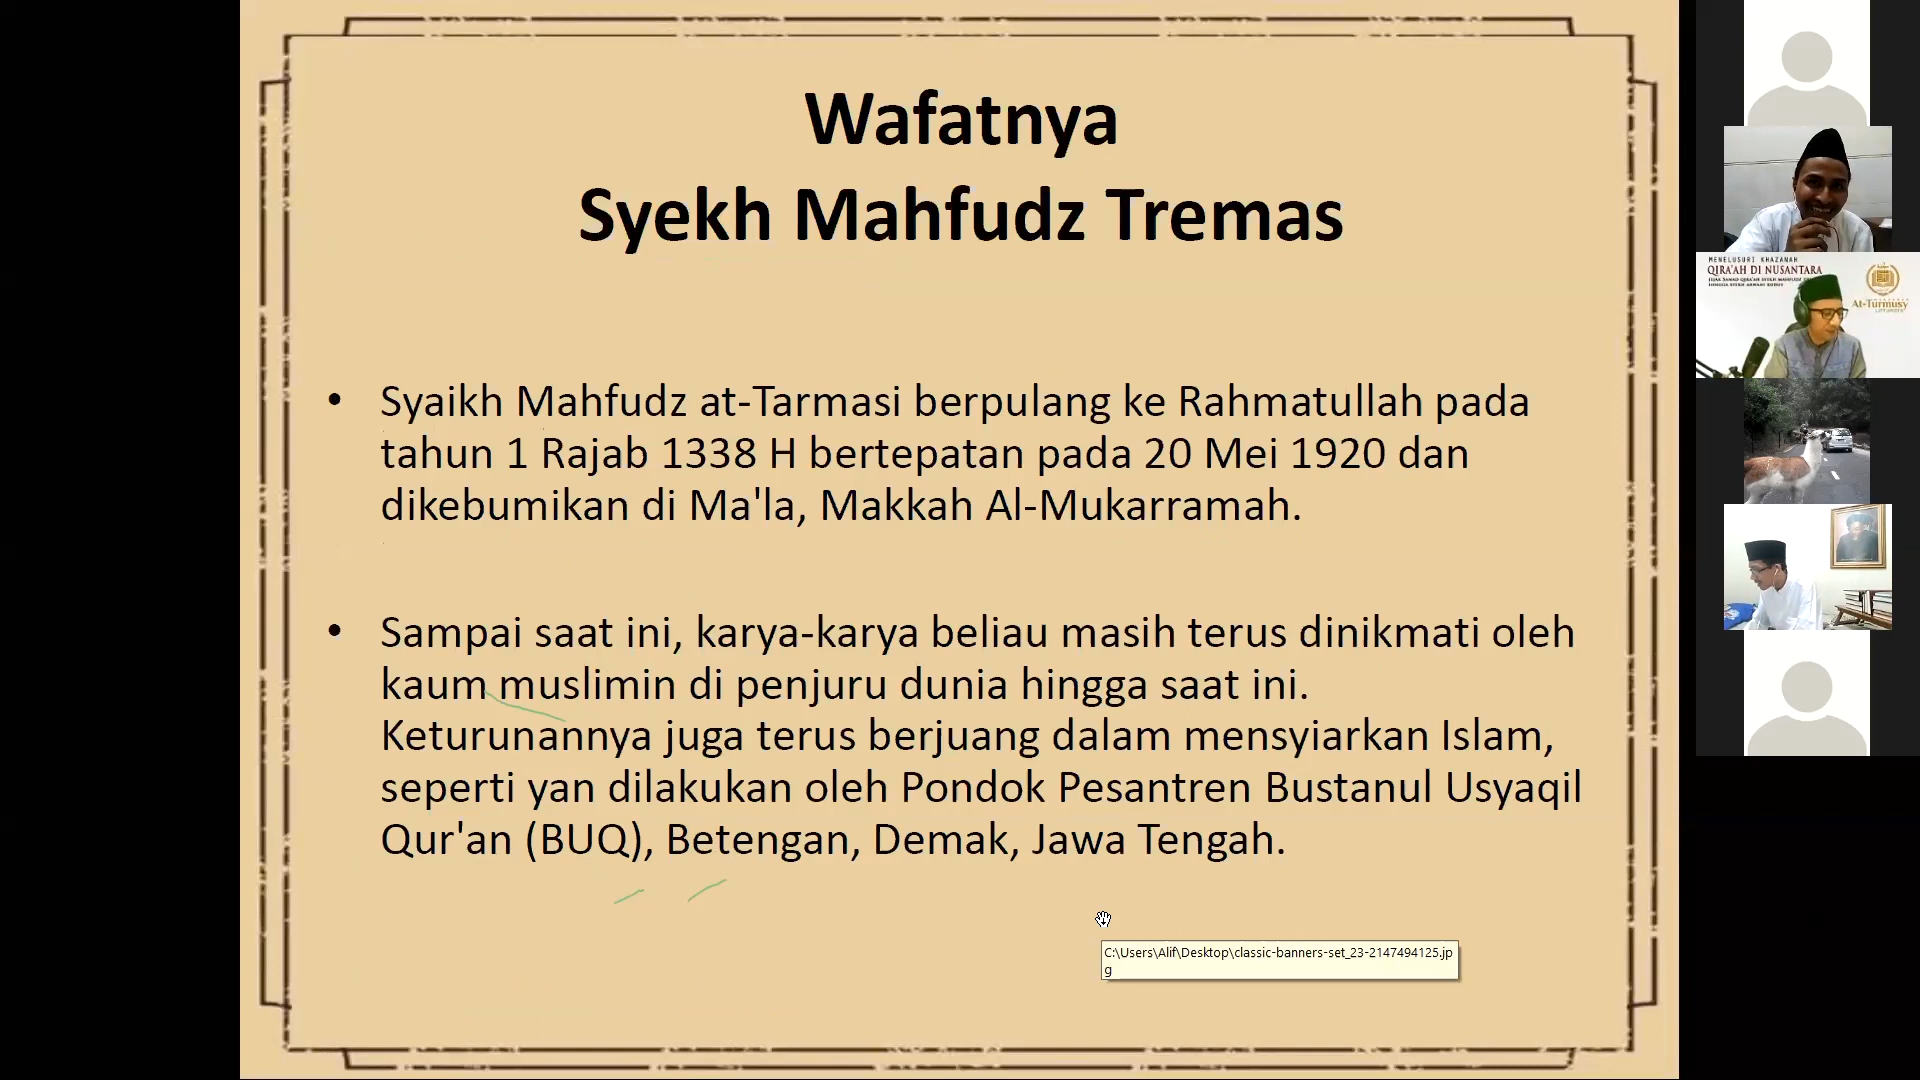 Wafatnya
Syekh Mahfudz Tremas
• Syaikh Mahfudz at-Tarmasi berpulang ke Rahmatullah pada
tahun 1 Rajab 1338 H bertepatan pada 20 Mei 1920 dan
dikebumikan di Ma'la, Makkah Al-Mukarramah.
• Sampai saat ini, karya-karya beliau masih terus dinikmati oleh
kaum muslimin di penjuru dunia hingga saat ini.
Keturunannya juga terus berjuang dalam mensyiarkan Islam,
seperti yan dilakukan oleh Pondok Pesantren Bustanul Usyaqil
Qur'an (BUQ), Betengan, Demak, Jawa Tengah.
C:\Users\Alif\Desktop\classic-banners-set_23-2147494125.jp
g
MENELUSURI KHAZANAH
QIRA'AH DI NUSANTARA
At-Turmusy